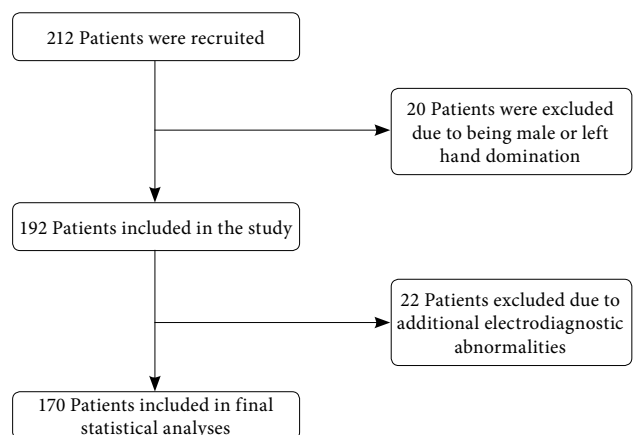 212 Patients were recruited
20 Patients were excluded
due to being male or left
hand domination
192 Patients included in the study
22 Patients excluded due to
additional electrodiagnostic
abnormalities
170 Patients included in final
statistical analyses